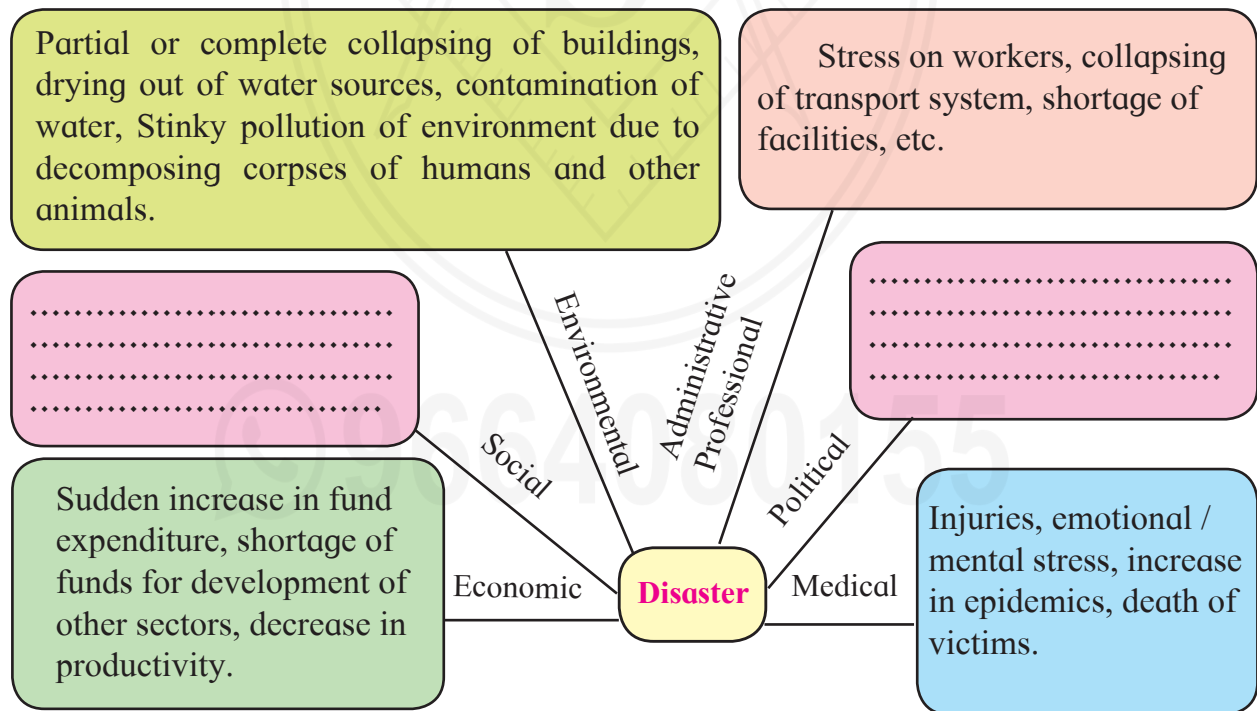 Partial or complete collapsing of buildings,
drying out of water sources, contamination of
water, Stinky pollution of environment due to
decomposing corpses of humans and other
animals.
Stress on workers, collapsing
of transport system, shortage of
facilities, etc.
Environmental
Administrative
Professional
Social
Political
9664080155
Sudden increase in fund
expenditure, shortage of
funds for development of
other sectors, decrease in
productivity.
Economic
Disaster
Medical
Injuries, emotional /
mental stress, increase
in epidemics, death of
victims.